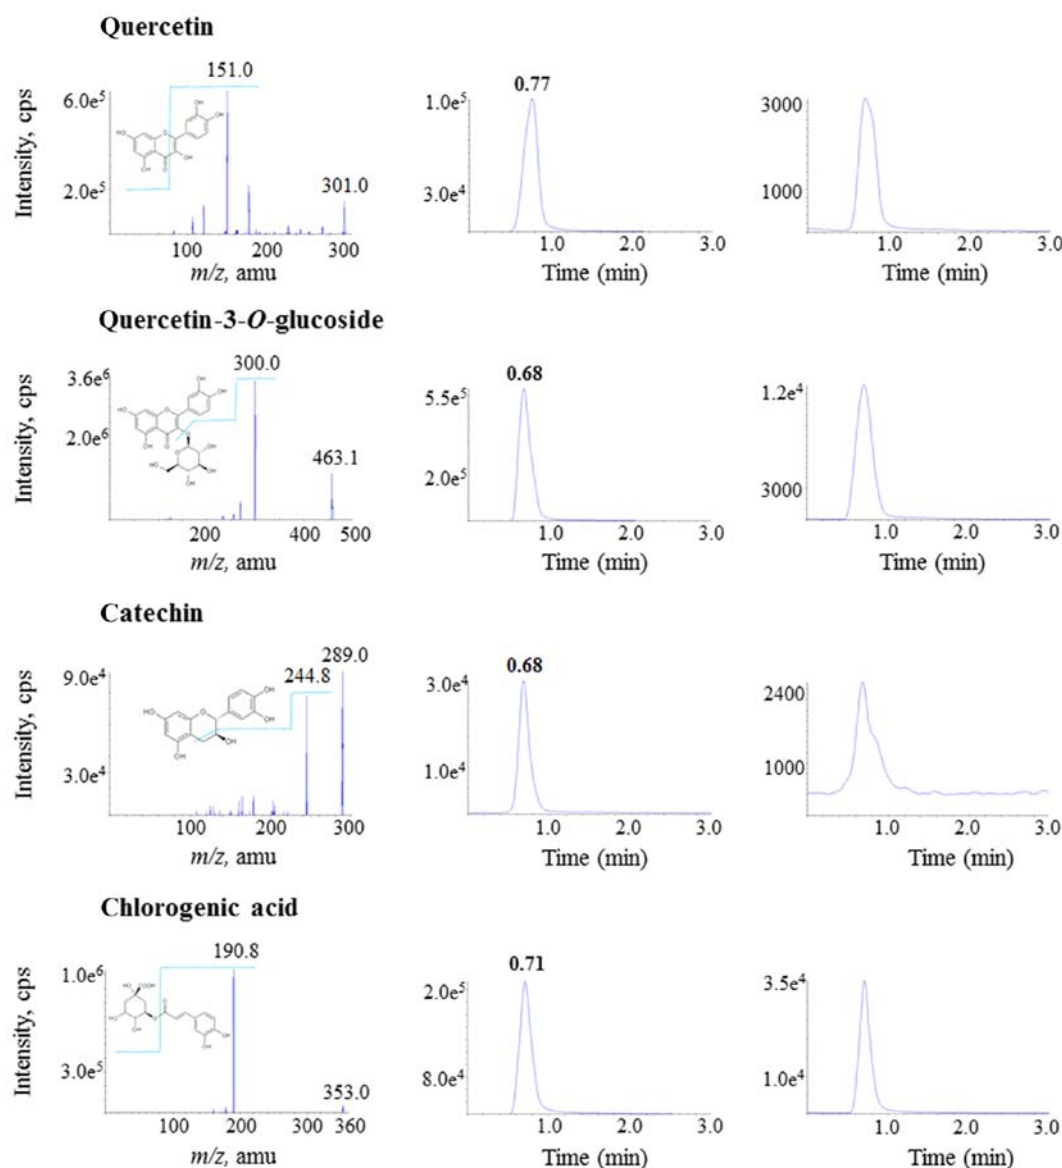 Quercetin
Intensity, cps
6.0e⁵
2.0e⁵
151.0
301.0
100 200 300
m/z, amu
0.77
1.0e⁵
3.0e⁴
1.0 2.0 3.0
Time (min)
3000
1000
1.0 2.0 3.0
Time (min)
Quercetin-3-O-glucoside
Intensity, cps
3.6e⁶
2.0e⁶
300.0
463.1
200 400 500
m/z, amu
0.68
5.5e⁵
2.0e⁵
1.0 2.0 3.0
Time (min)
1.2e⁴
3000
1.0 2.0 3.0
Time (min)
Catechin
Intensity, cps
9.0e⁴
3.0e⁴
244.8
289.0
100 200 300
m/z, amu
0.68
3.0e⁴
1.0e⁴
1.0 2.0 3.0
Time (min)
2400
1000
1.0 2.0 3.0
Time (min)
Chlorogenic acid
Intensity, cps
1.0e⁶
3.0e⁵
190.8
353.0
100 200 300 360
m/z, amu
0.71
2.0e⁵
8.0e⁴
1.0 2.0 3.0
Time (min)
3.5e⁴
1.0e⁴
1.0 2.0 3.0
Time (min)